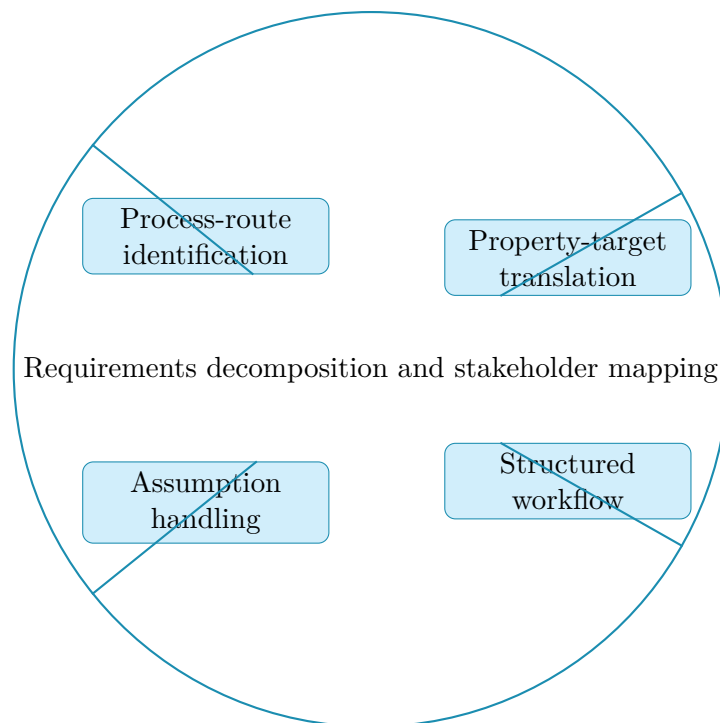 Process-route
identification
Property-target
translation
Requirements decomposition and stakeholder mapping
Assumption
handling
Structured
workflow